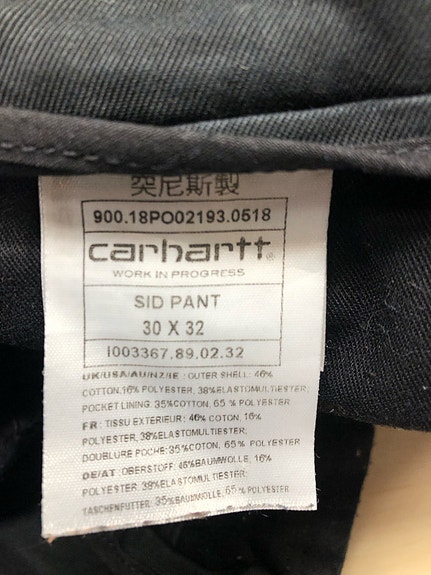 突尼斯製
900.18PO02193.0518
carhartt®
WORK IN PROGRESS
SID PANT
30 X 32
I003367.89.02.32
UK/USA/AU/NZ/IE :OUTER SHELL: 46%
COTTON,16% POLYESTER, 38%ELASTOMULTIESTER;
POCKET LINING:35%COTTON, 65 % POLYESTER
FR: TISSU EXTERIEUR: 46% COTON, 16%
POLYESTER, 38%ELASTOMULTIESTER;
DOUBLURE POCHE:35%COTON, 65% POLYESTER
DE/AT :OBERSTOFF: 46%BAUMWOLLE, 16%
POLYESTER: 38%ELASTOMULTIESTER;
TASCHENFUTTER: 35%BAUMWOLLE, 65% POLYESTER